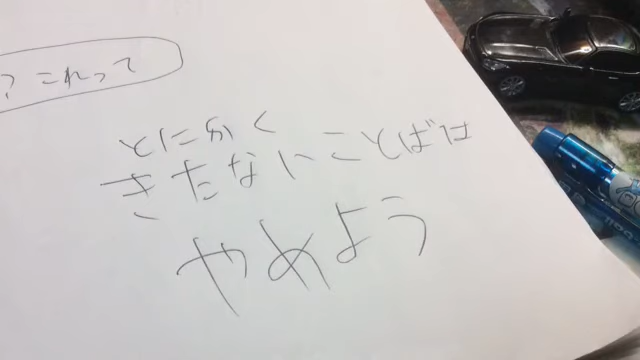 ? これって
とにかく
きたないことばは
やめよう